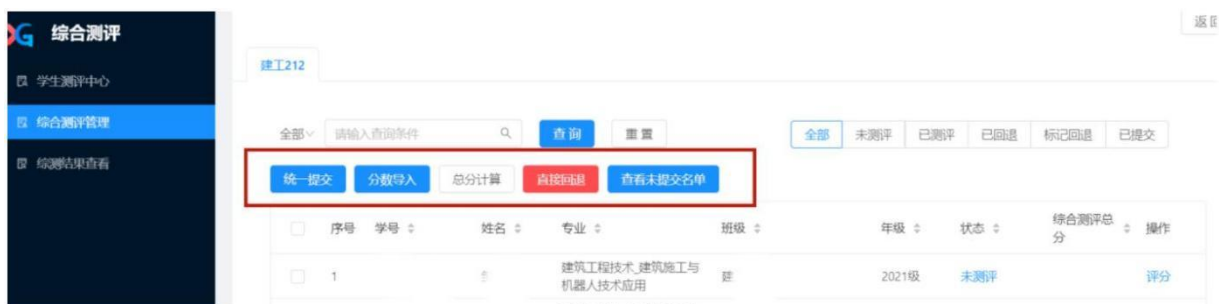 综合测评
返回
学生测评中心
建工212
综合测评管理
全部 请输入查询条件 查询 重置 全部 未测评 已测评 已回退 标记回退 已提交
综测结果查看
统一提交 分数导入 总分计算 直接回退 查看未提交名单
序号 学号 姓名 专业 班级 年级 状态 综合测评总分 操作
1 建筑工程技术_建筑施工与 建 2021级 未测评 评分
机器人技术应用